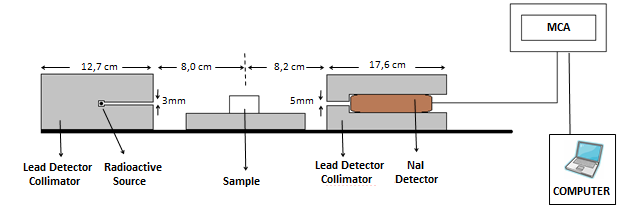 MCA
12,7 cm
8,0 cm
8,2 cm
17,6 cm
3mm
5mm
Lead Detector
Collimator
Radioactive
Source
Sample
Lead Detector
Collimator
NaI
Detector
COMPUTER